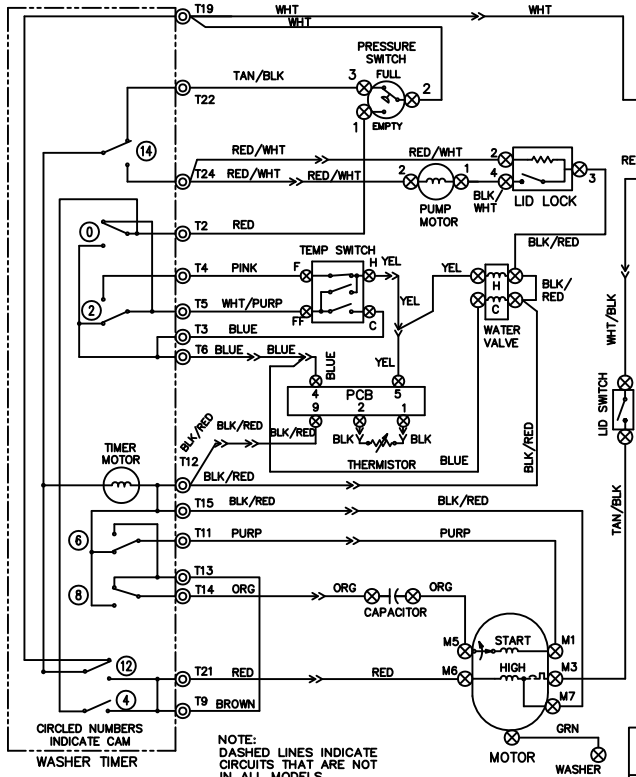 T19
WHT
WHT
PRESSURE
SWITCH
FULL
3
2
TAN/BLK
T22
1
EMPTY
14
RED/WHT
RED/WHT
2
T24
RED/WHT
RED/WHT
2
1
4
3
PUMP
MOTOR
BLK
WHT
LID LOCK
RE
T2
RED
0
BLK/RED
TEMP SWITCH
T4
PINK
F
H
YEL
YEL
H
BLK/
RED
2
T5
WHT/PURP
FF
C
YEL
C
WATER
VALVE
T3
BLUE
T6
BLUE
BLUE
BLUE
YEL
WHT/BLK
4
PCB
5
9
2
1
LID SWITCH
BLK/RED
BLK/RED
BLK/RED
BLK
BLK
THERMISTOR
BLUE
BLK/RED
TIMER
MOTOR
T12
BLK/RED
T15
BLK/RED
BLK/RED
TAN/BLK
6
T11
PURP
PURP
T13
8
T14
ORG
ORG
ORG
CAPACITOR
M5
START
M1
12
T21
RED
RED
M6
HIGH
M3
4
T9
BROWN
M7
CIRCLED NUMBERS
INDICATE CAM
WASHER TIMER
GRN
NOTE:
DASHED LINES INDICATE
CIRCUITS THAT ARE NOT
IN ALL MODELS
MOTOR
WASHER